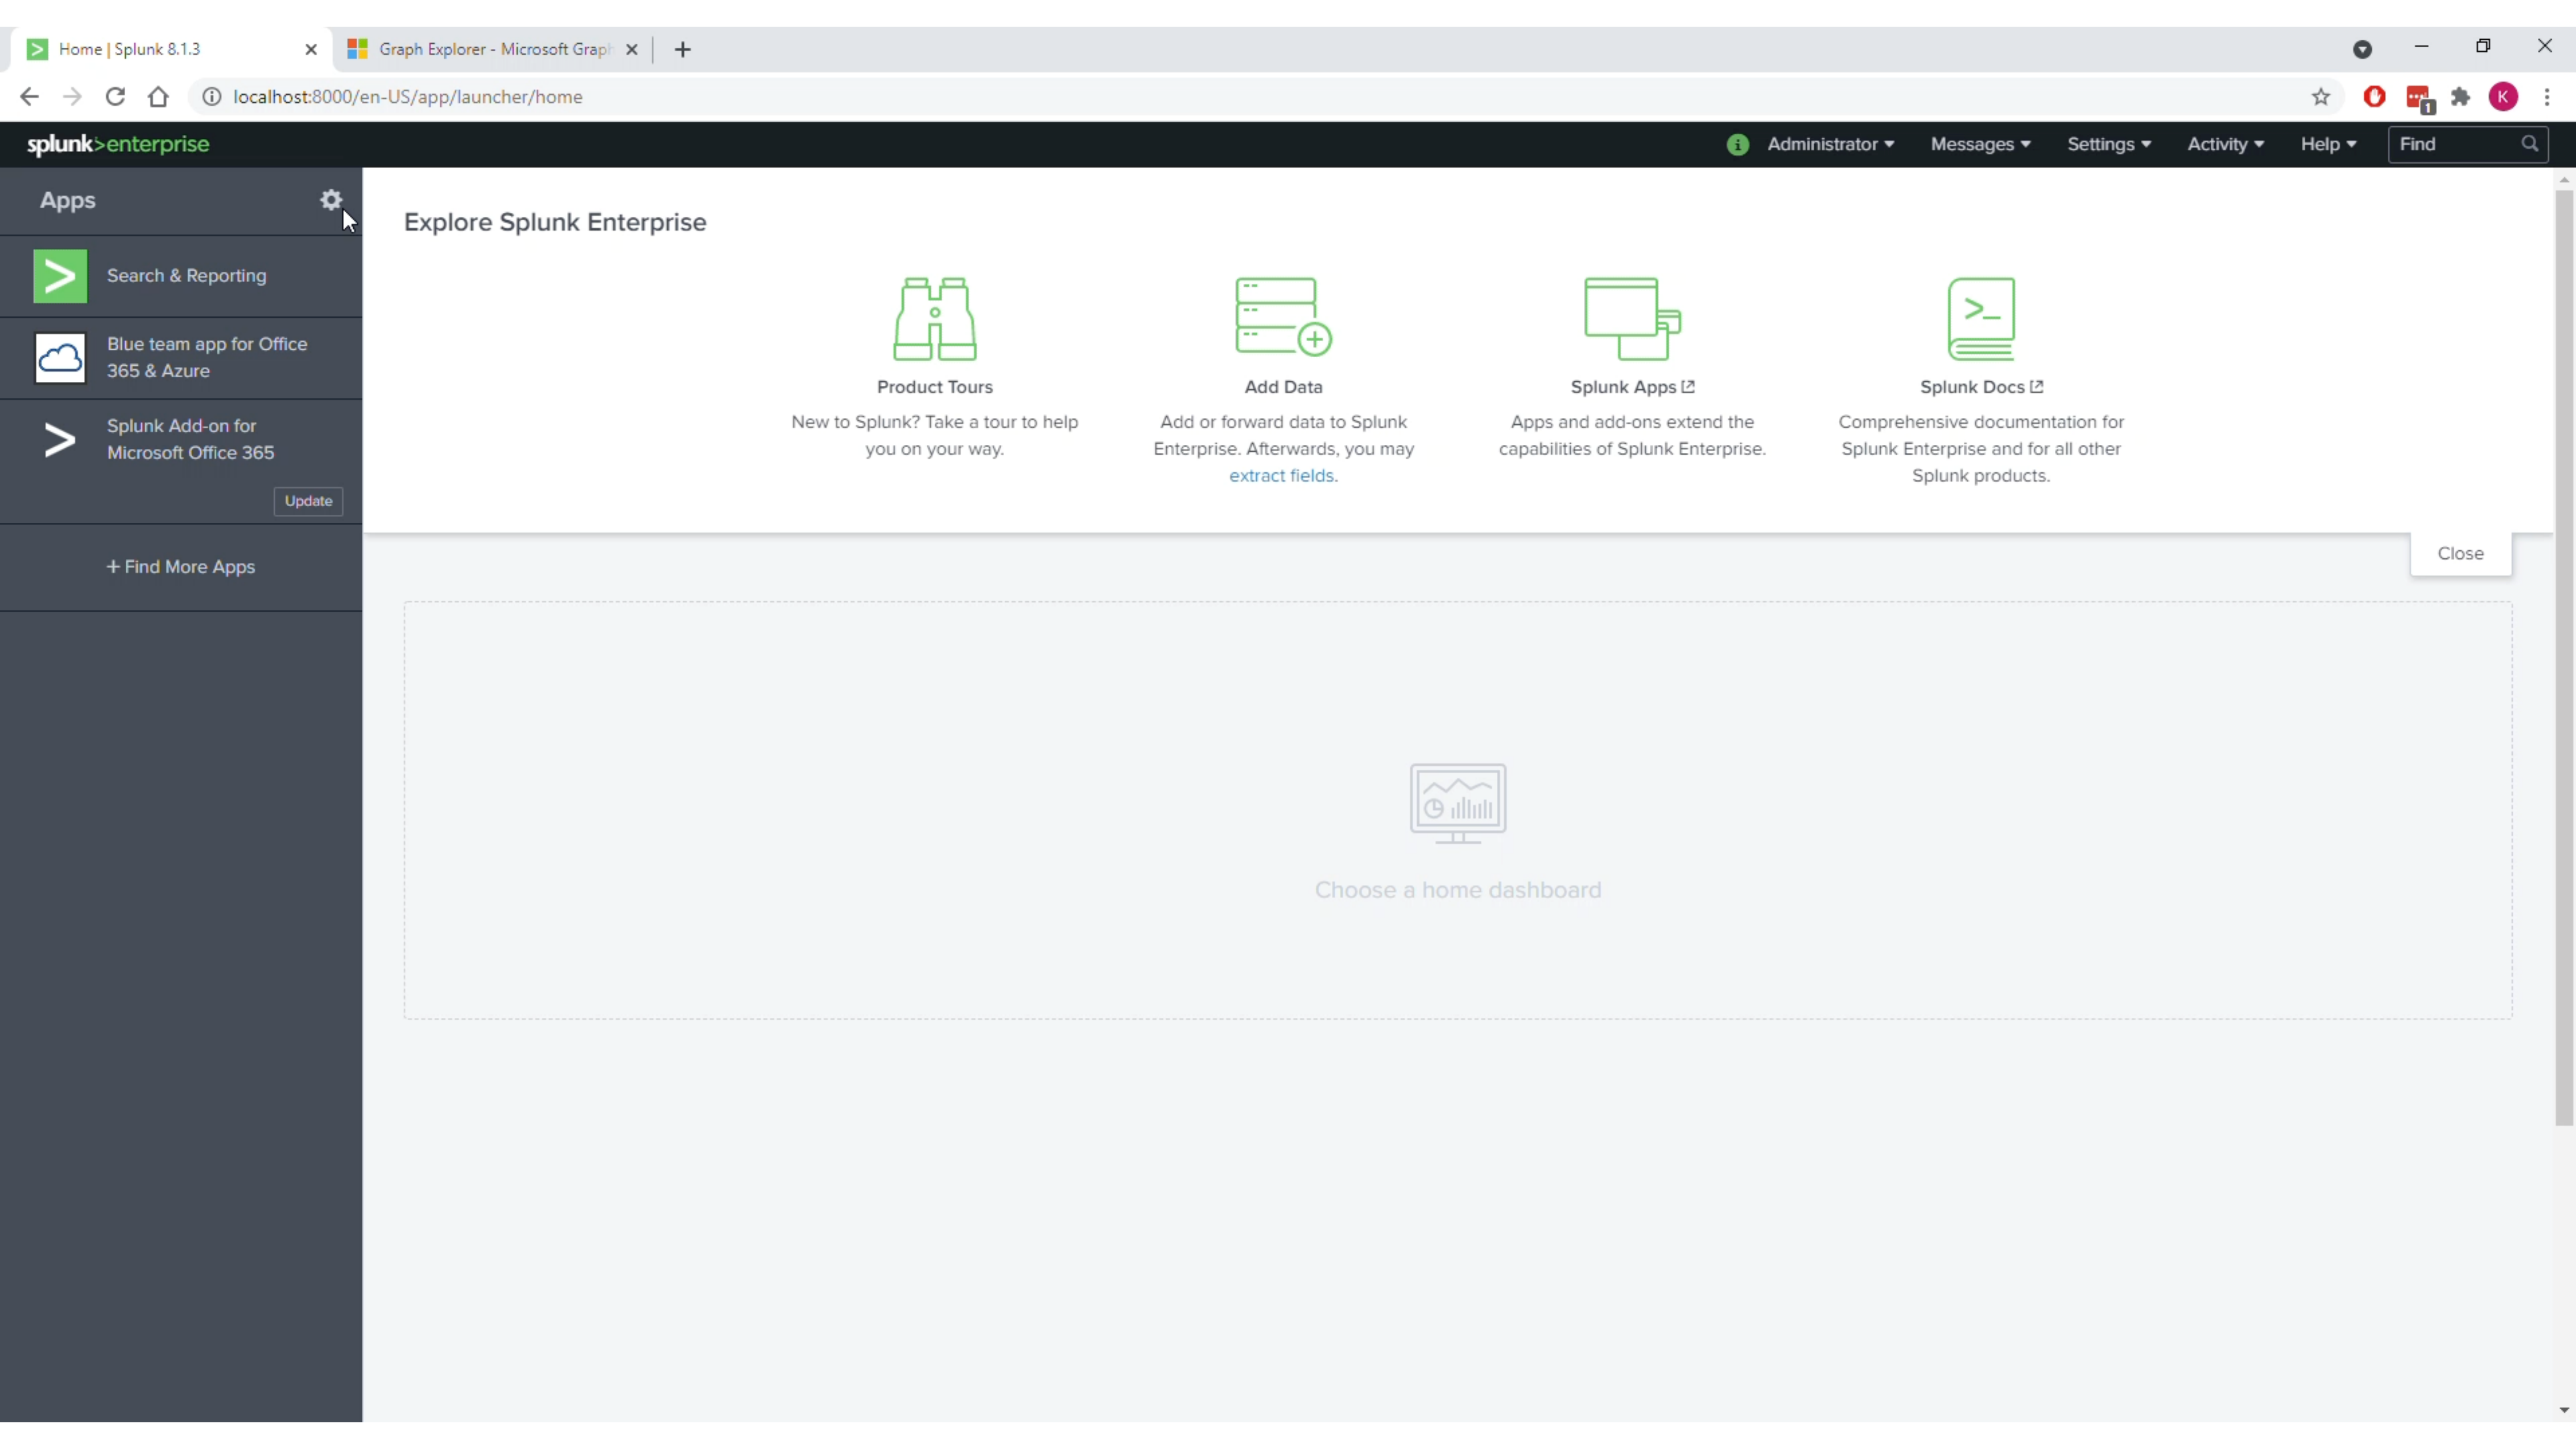 Home | Splunk 8.1.3
Graph Explorer - Microsoft Graph
localhost:8000/en-US/app/launcher/home
K
1
splunk>enterprise
i
Administrator
Messages
Settings
Activity
Help
Find
Apps
Search & Reporting
Blue team app for Office
365 & Azure
Splunk Add-on for
Microsoft Office 365
Update
+ Find More Apps
Explore Splunk Enterprise
Product Tours
New to Splunk? Take a tour to help
you on your way.
Add Data
Add or forward data to Splunk
Enterprise. Afterwards, you may
extract fields.
Splunk Apps
Apps and add-ons extend the
capabilities of Splunk Enterprise.
Splunk Docs
Comprehensive documentation for
Splunk Enterprise and for all other
Splunk products.
Close
Choose a home dashboard